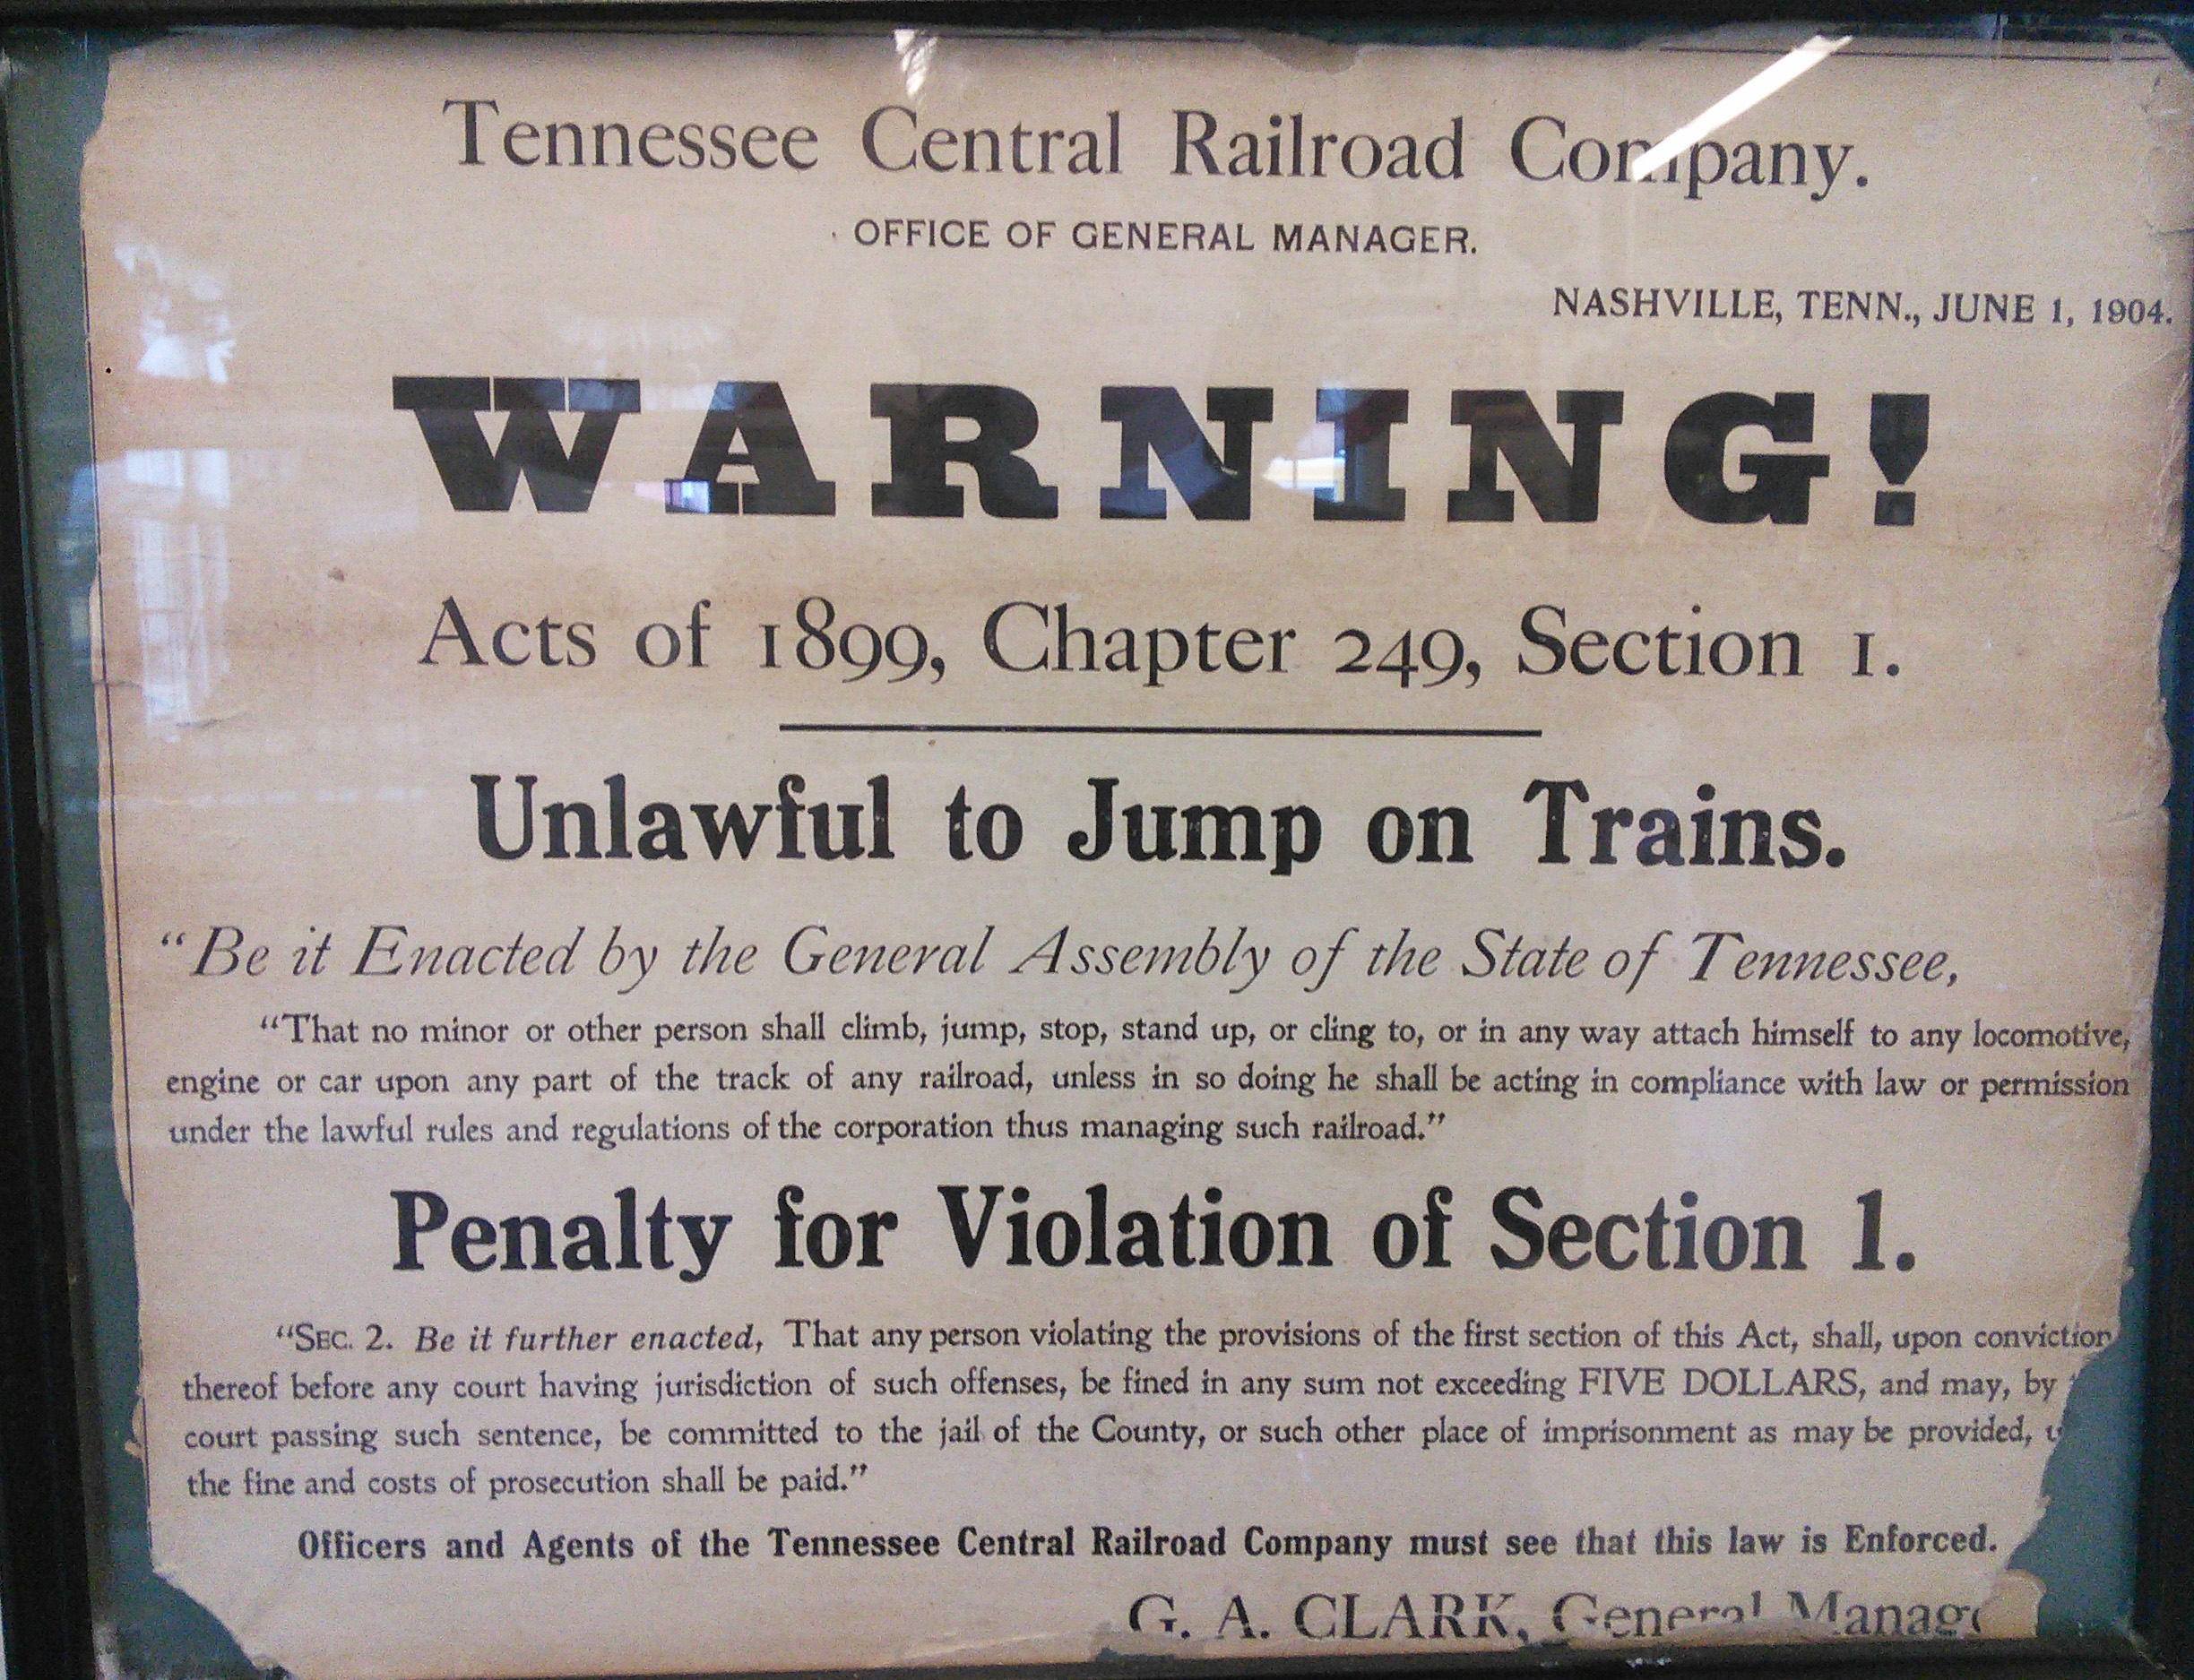 Tennessee Central Railroad Company.
OFFICE OF GENERAL MANAGER.
NASHVILLE, TENN., JUNE 1, 1904.
WARNING!
Acts of 1899, Chapter 249, Section 1.
Unlawful to Jump on Trains.
“Be it Enacted by the General Assembly of the State of Tennessee,
“That no minor or other person shall climb, jump, stop, stand up, or cling to, or in any way attach himself to any locomotive,
engine or car upon any part of the track of any railroad, unless in so doing he shall be acting in compliance with law or permission
under the lawful rules and regulations of the corporation thus managing such railroad.”
Penalty for Violation of Section 1.
“SEC. 2. Be it further enacted, That any person violating the provisions of the first section of this Act, shall, upon conviction
thereof before any court having jurisdiction of such offenses, be fined in any sum not exceeding FIVE DOLLARS, and may, by
court passing such sentence, be committed to the jail of the County, or such other place of imprisonment as may be provided,
the fine and costs of prosecution shall be paid.”
Officers and Agents of the Tennessee Central Railroad Company must see that this law is Enforced.
G. A. CLARK, General Manag